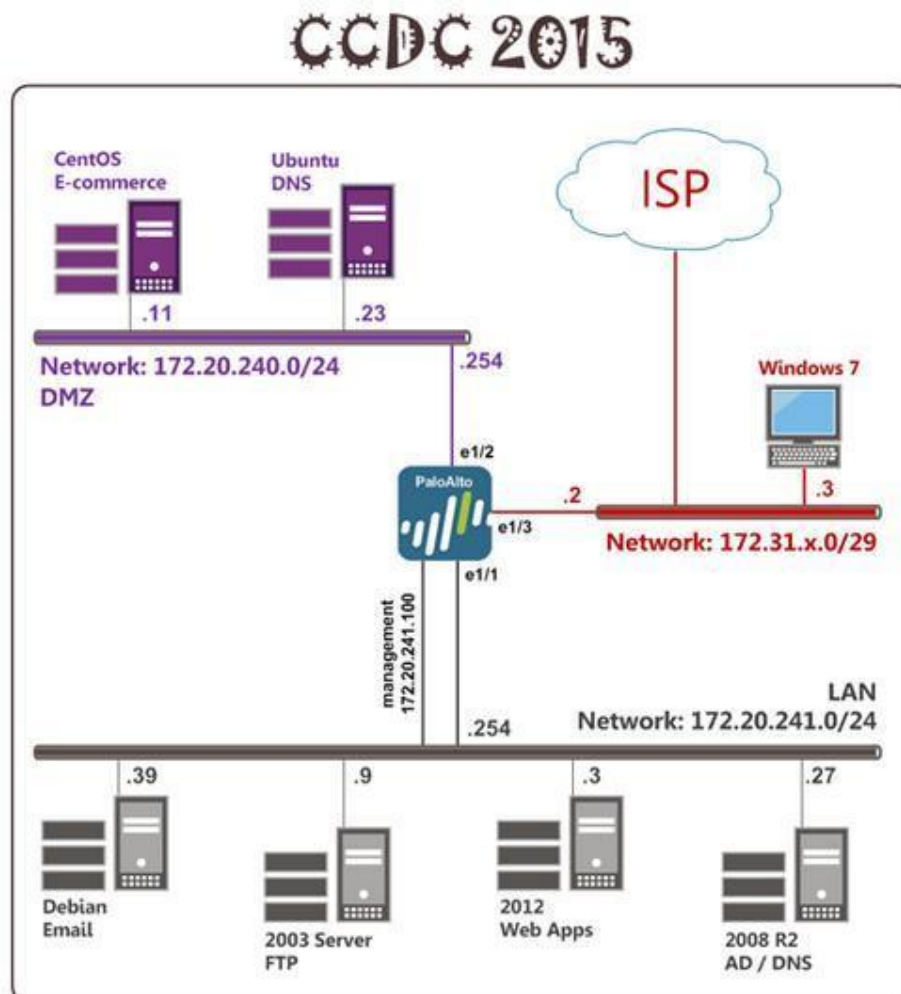 CCDC 2015
CentOS
E-commerce
Ubuntu
DNS
ISP
.11
.23
Network: 172.20.240.0/24
DMZ
.254
Windows 7
e1/2
PaloAlto
.2
.3
e1/3
Network: 172.31.x.0/29
e1/1
management
172.20.241.100
LAN
Network: 172.20.241.0/24
.254
.39
.9
.3
.27
Debian
Email
2003 Server
FTP
2012
Web Apps
2008 R2
AD / DNS